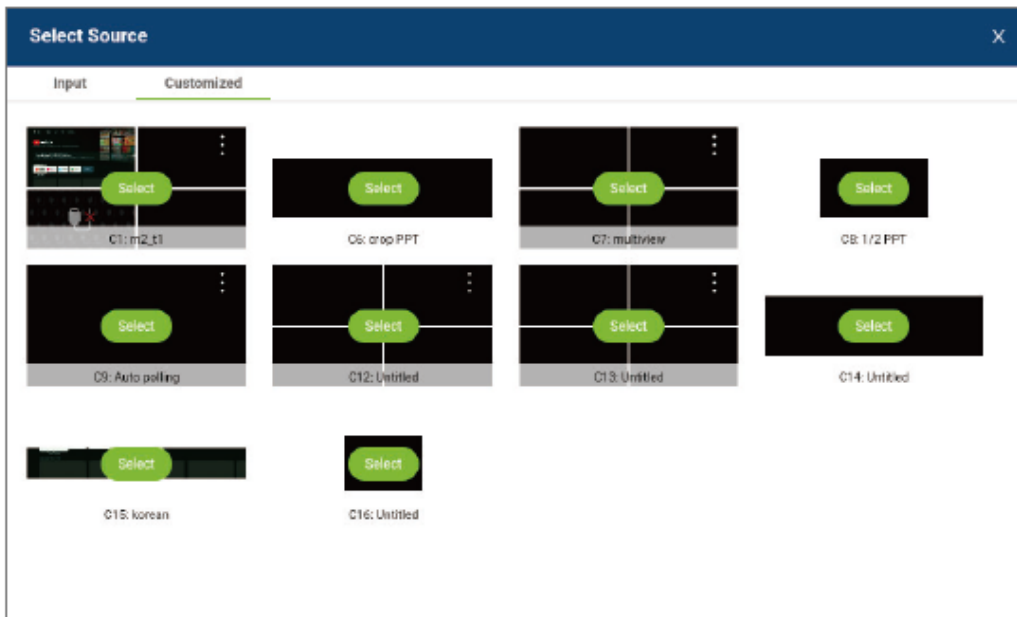 Select Source X
Input Customized
Select Select Select Select
C1: m2_t1 C6: crop PPT C7: multiview C8: 1/2 PPT
Select Select Select Select
C9: Auto polling C12: Untitled C13: Untitled C14: Untitled
Select Select
C15: korean C16: Untitled